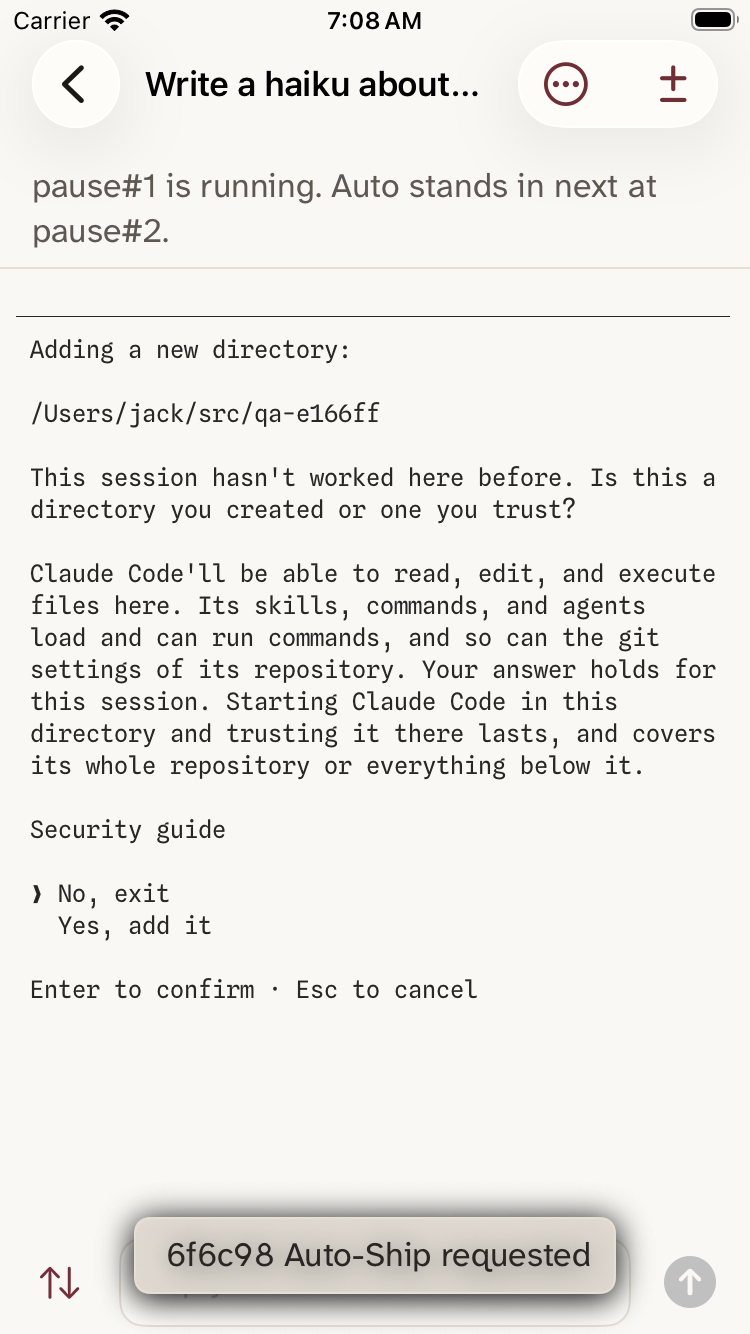 Carrier 7:08 AM
Write a haiku about...
pause#1 is running. Auto stands in next at
pause#2.
Adding a new directory:
/Users/jack/src/qa-e166ff
This session hasn't worked here before. Is this a
directory you created or one you trust?
Claude Code'll be able to read, edit, and execute
files here. Its skills, commands, and agents
load and can run commands, and so can the git
settings of its repository. Your answer holds for
this session. Starting Claude Code in this
directory and trusting it there lasts, and covers
its whole repository or everything below it.
Security guide
❯ No, exit
Yes, add it
Enter to confirm · Esc to cancel
6f6c98 Auto-Ship requested